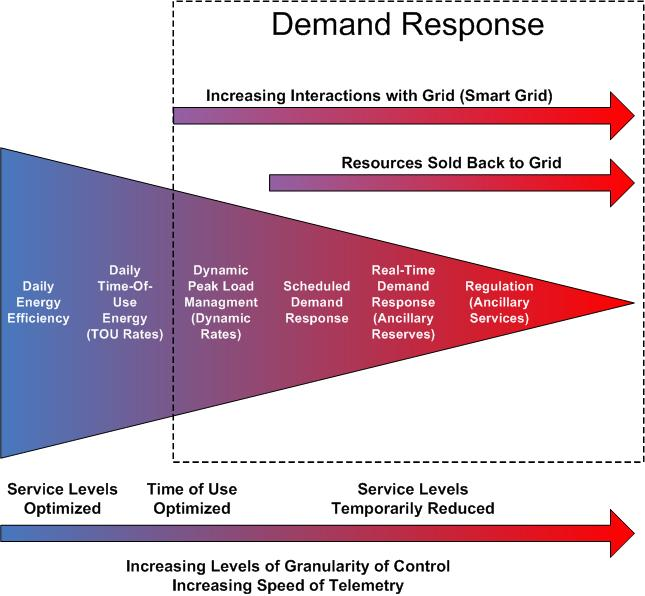 Demand Response
Increasing Interactions with Grid (Smart Grid)
Resources Sold Back to Grid
Daily
Energy
Efficiency
Daily
Time-Of-
Use
Energy
(TOU Rates)
Dynamic
Peak Load
Managment
(Dynamic
Rates)
Scheduled
Demand
Response
Real-Time
Demand
Response
(Ancillary
Reserves)
Regulation
(Ancillary
Services)
Service Levels
Optimized
Time of Use
Optimized
Service Levels
Temporarily Reduced
Increasing Levels of Granularity of Control
Increasing Speed of Telemetry